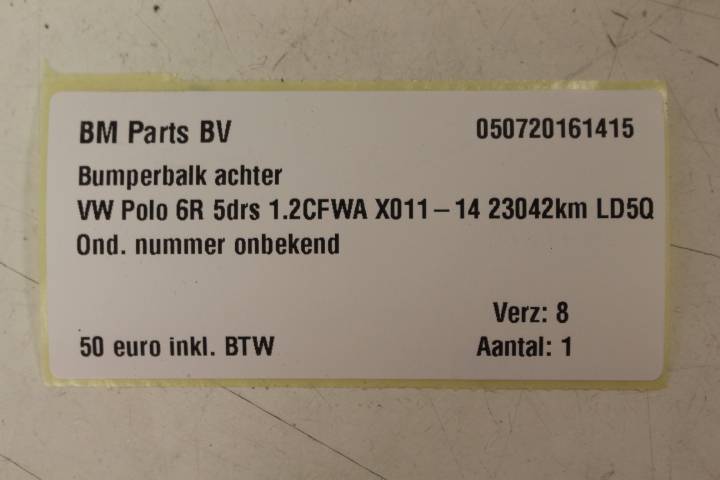 BM Parts BV 050720161415
Bumperbalk achter
VW Polo 6R 5drs 1.2CFWA X011-14 23042km LD5Q
Ond. nummer onbekend
Verz: 8
50 euro inkl. BTW Aantal: 1